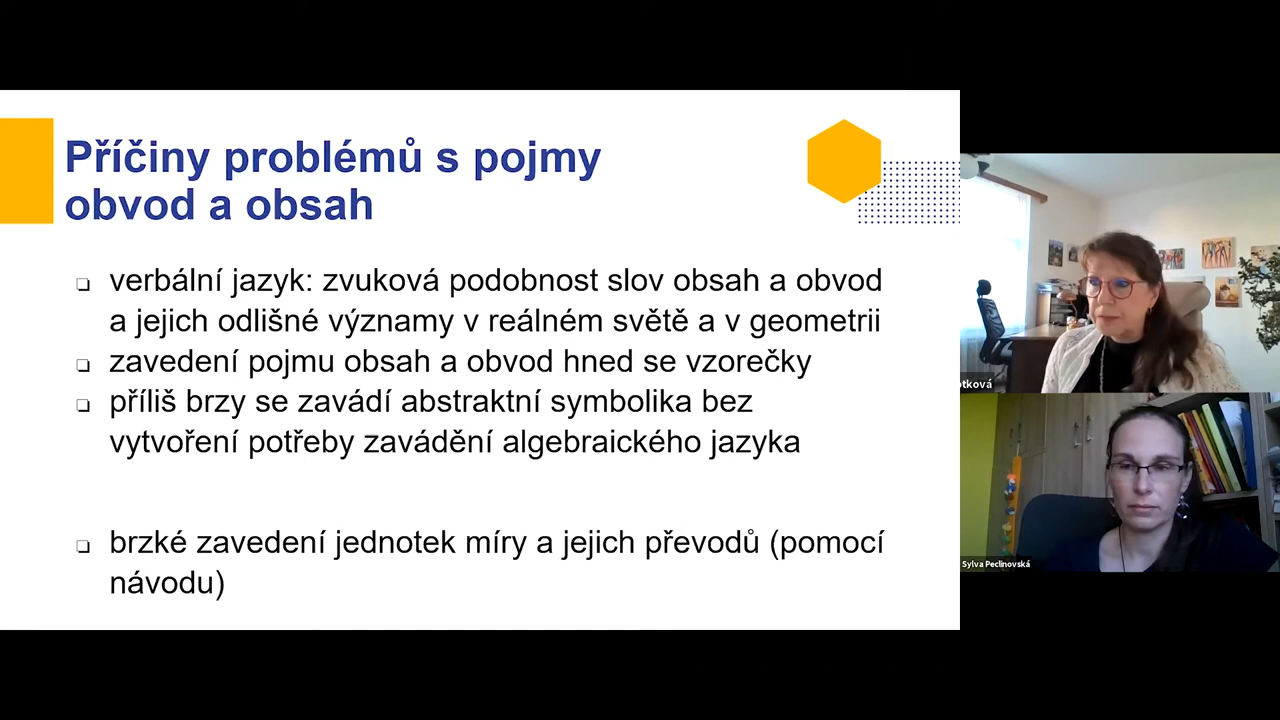 Příčiny problémů s pojmy
obvod a obsah
verbální jazyk: zvuková podobnost slov obsah a obvod
a jejich odlišné významy v reálném světě a v geometrii
zavedení pojmu obsah a obvod hned se vzorečky
příliš brzy se zavádí abstraktní symbolika bez
vytvoření potřeby zavádění algebraického jazyka
brzké zavedení jednotek míry a jejich převodů (pomocí
návodu)
otková
Sylva Peclinovská